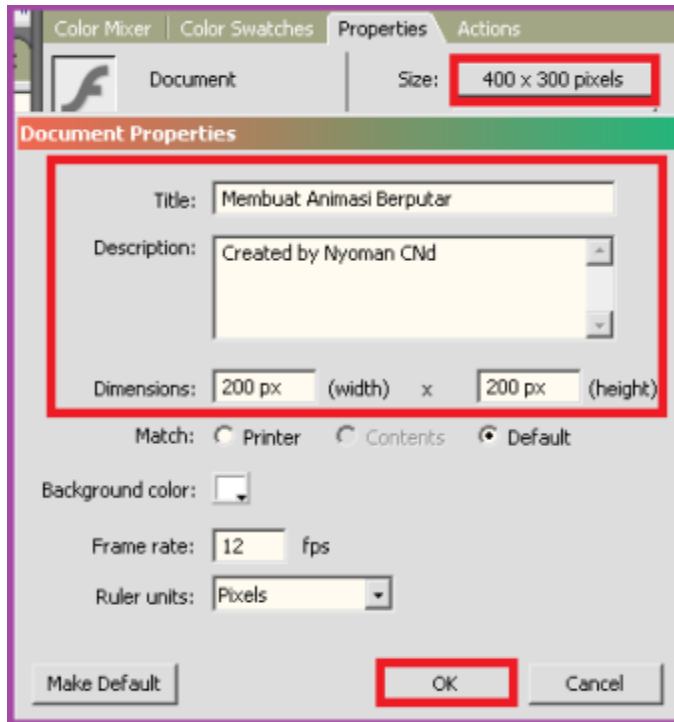 Color Mixer | Color Swatches Properties Actions
Document Size: 400 x 300 pixels
Document Properties
Title: Membuat Animasi Berputar
Description: Created by Nyoman CNd
Dimensions: 200 px (width) x 200 px (height)
Match: Printer Contents Default
Background color:
Frame rate: 12 fps
Ruler units: Pixels
Make Default OK Cancel